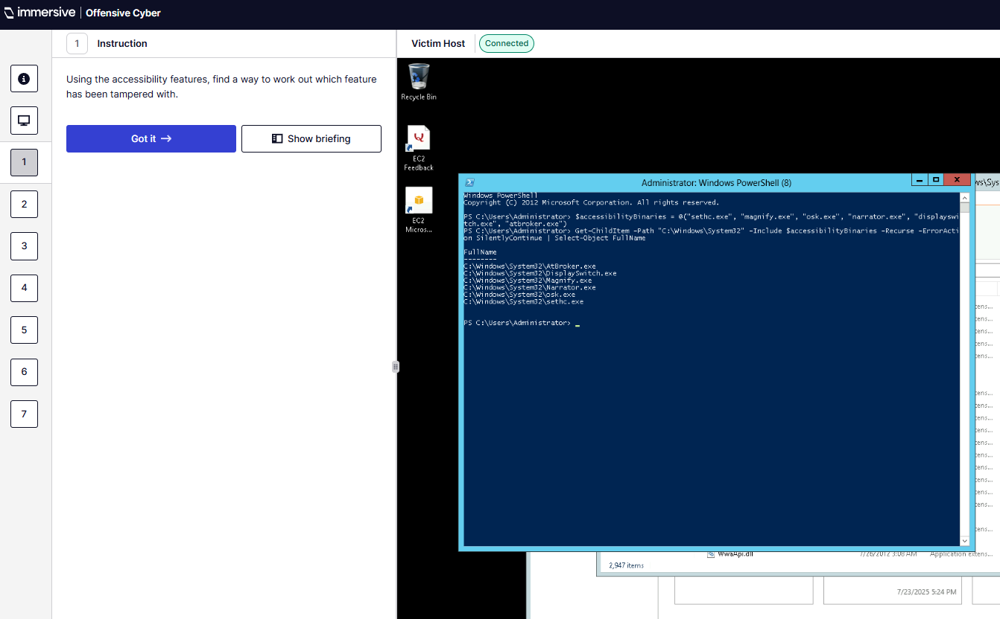 immersive | Offensive Cyber
1 Instruction
Using the accessibility features, find a way to work out which feature
has been tampered with.
Got it →
Show briefing
1
2
3
4
5
6
7
Victim Host
Connected
Recycle Bin
EC2
Feedback
EC2
Micros...
Administrator: Windows PowerShell (8)
Windows PowerShell
Copyright (C) 2012 Microsoft Corporation. All rights reserved.
PS C:\Users\Administrator> $accessibilityBinaries = @("sethc.exe", "magnify.exe", "osk.exe", "narrator.exe", "displayswi
tch.exe", "atbroker.exe")
PS C:\Users\Administrator> Get-ChildItem -Path "C:\Windows\System32" -Include $accessibilityBinaries -Recurse -ErrorActi
on SilentlyContinue | Select-Object FullName
FullName
--------
C:\Windows\System32\AtBroker.exe
C:\Windows\System32\DisplaySwitch.exe
C:\Windows\System32\Magnify.exe
C:\Windows\System32\Narrator.exe
C:\Windows\System32\osk.exe
C:\Windows\System32\sethc.exe
PS C:\Users\Administrator>
WwaApi.dll 7/26/2012 3:08 AM Application extens...
2,947 items
7/23/2025 5:24 PM